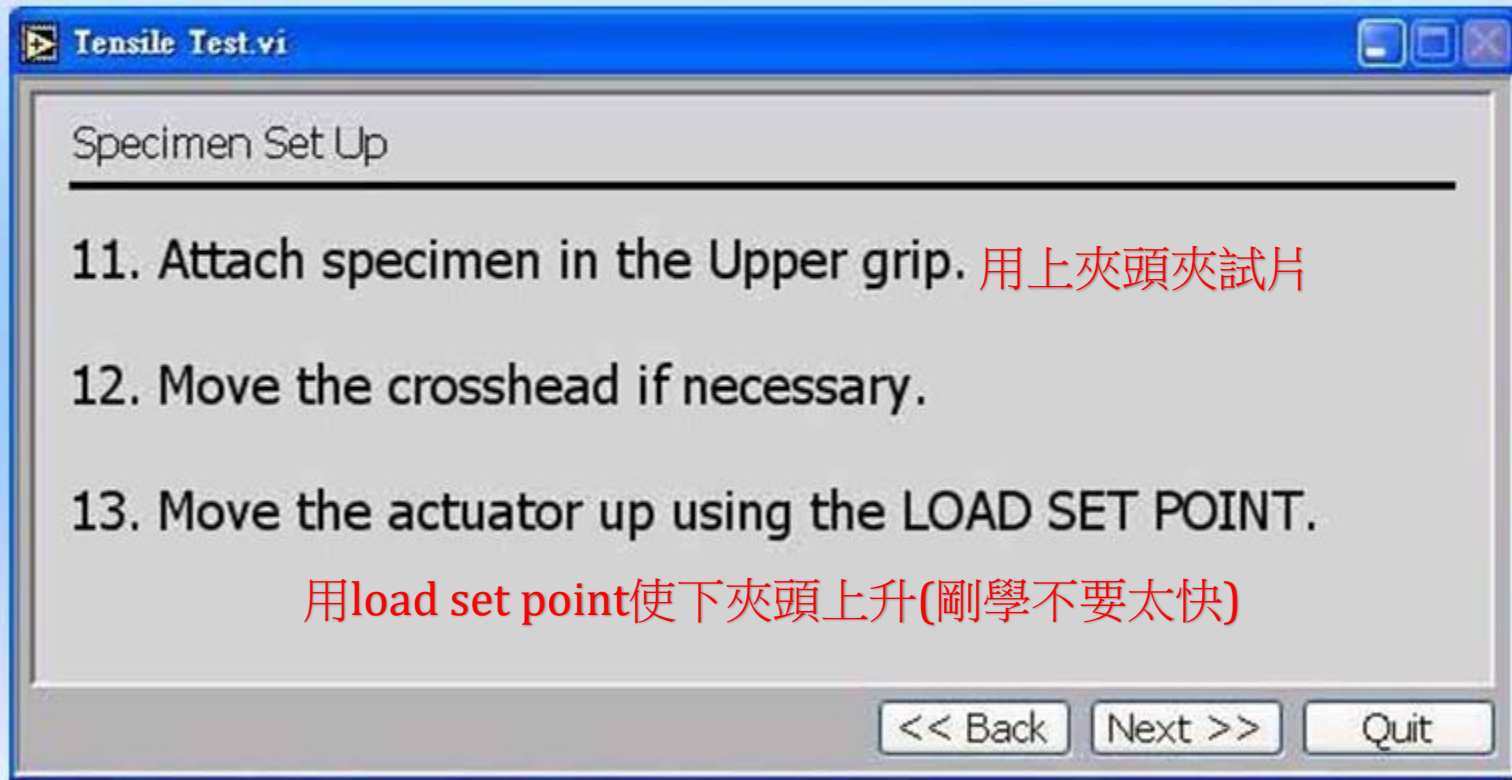 Tensile Test.vi
Specimen Set Up
11. Attach specimen in the Upper grip. 用上夾頭夾試片
12. Move the crosshead if necessary.
13. Move the actuator up using the LOAD SET POINT.
用load set point使下夾頭上升(剛學不要太快)
<< Back Next >> Quit